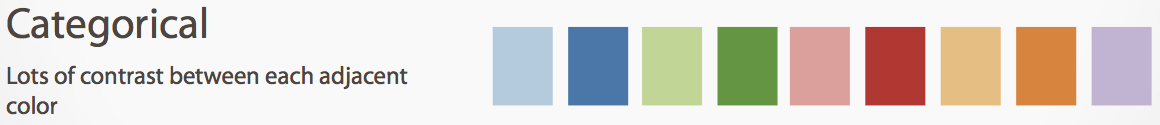 Categorical
Lots of contrast between each adjacent
color